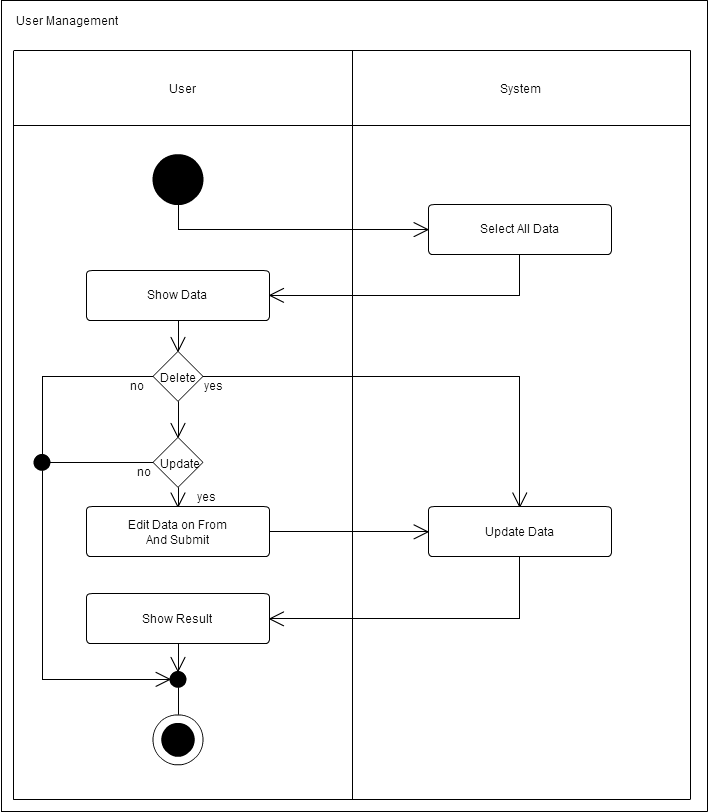 User Management
User
System
Select All Data
Show Data
Delete
no
yes
Update
no
yes
Edit Data on From
And Submit
Update Data
Show Result